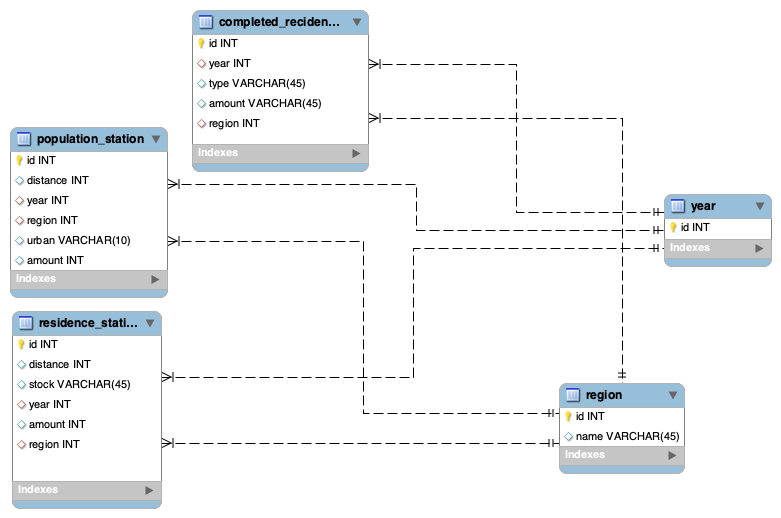 completed_reciden...
id INT
year INT
type VARCHAR(45)
amount VARCHAR(45)
region INT
Indexes
population_station
id INT
distance INT
year INT
region INT
urban VARCHAR(10)
amount INT
Indexes
residence_stati...
id INT
distance INT
stock VARCHAR(45)
year INT
amount INT
region INT
Indexes
year
id INT
Indexes
region
id INT
name VARCHAR(45)
Indexes